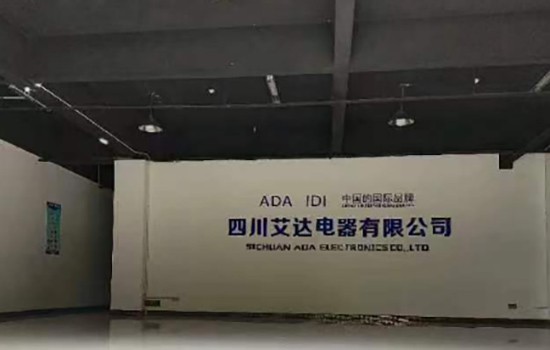 ADA IDI 中国的国际品牌
四川艾达电器有限公司
SICHUAN ADA ELECTRONICS CO.,LTD